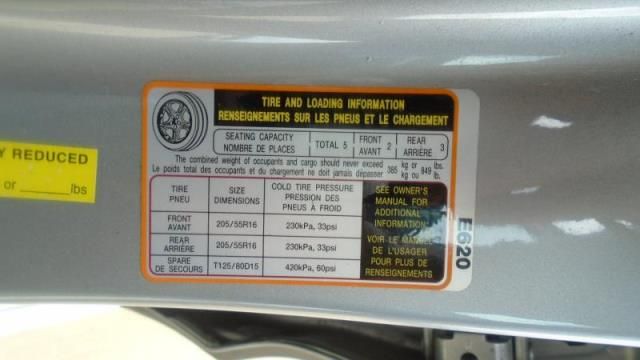 TIRE AND LOADING INFORMATION
RENSEIGNEMENTS SUR LES PNEUS ET LE CHARGEMENT
SEATING CAPACITY
NOMBRE DE PLACES
TOTAL 5
FRONT
AVANT 2
REAR
ARRIÈRE 3
The combined weight of occupants and cargo should never exceed
Le poids total des occupants et du chargement ne doit jamais dépasser
385 kg or 849 lbs.
kg ou lb.
TIRE
PNEU
SIZE
DIMENSIONS
COLD TIRE PRESSURE
PRESSION DES
PNEUS À FROID
FRONT
AVANT
205/55R16
230kPa, 33psi
REAR
ARRIÈRE
205/55R16
230kPa, 33psi
SPARE
DE SECOURS
T125/80D15
420kPa, 60psi
SEE OWNER'S
MANUAL FOR
ADDITIONAL
INFORMATION
VOIR LE MANUEL
DE L'USAGER
POUR PLUS DE
RENSEIGNEMENTS
E620
Y REDUCED
or ____lbs